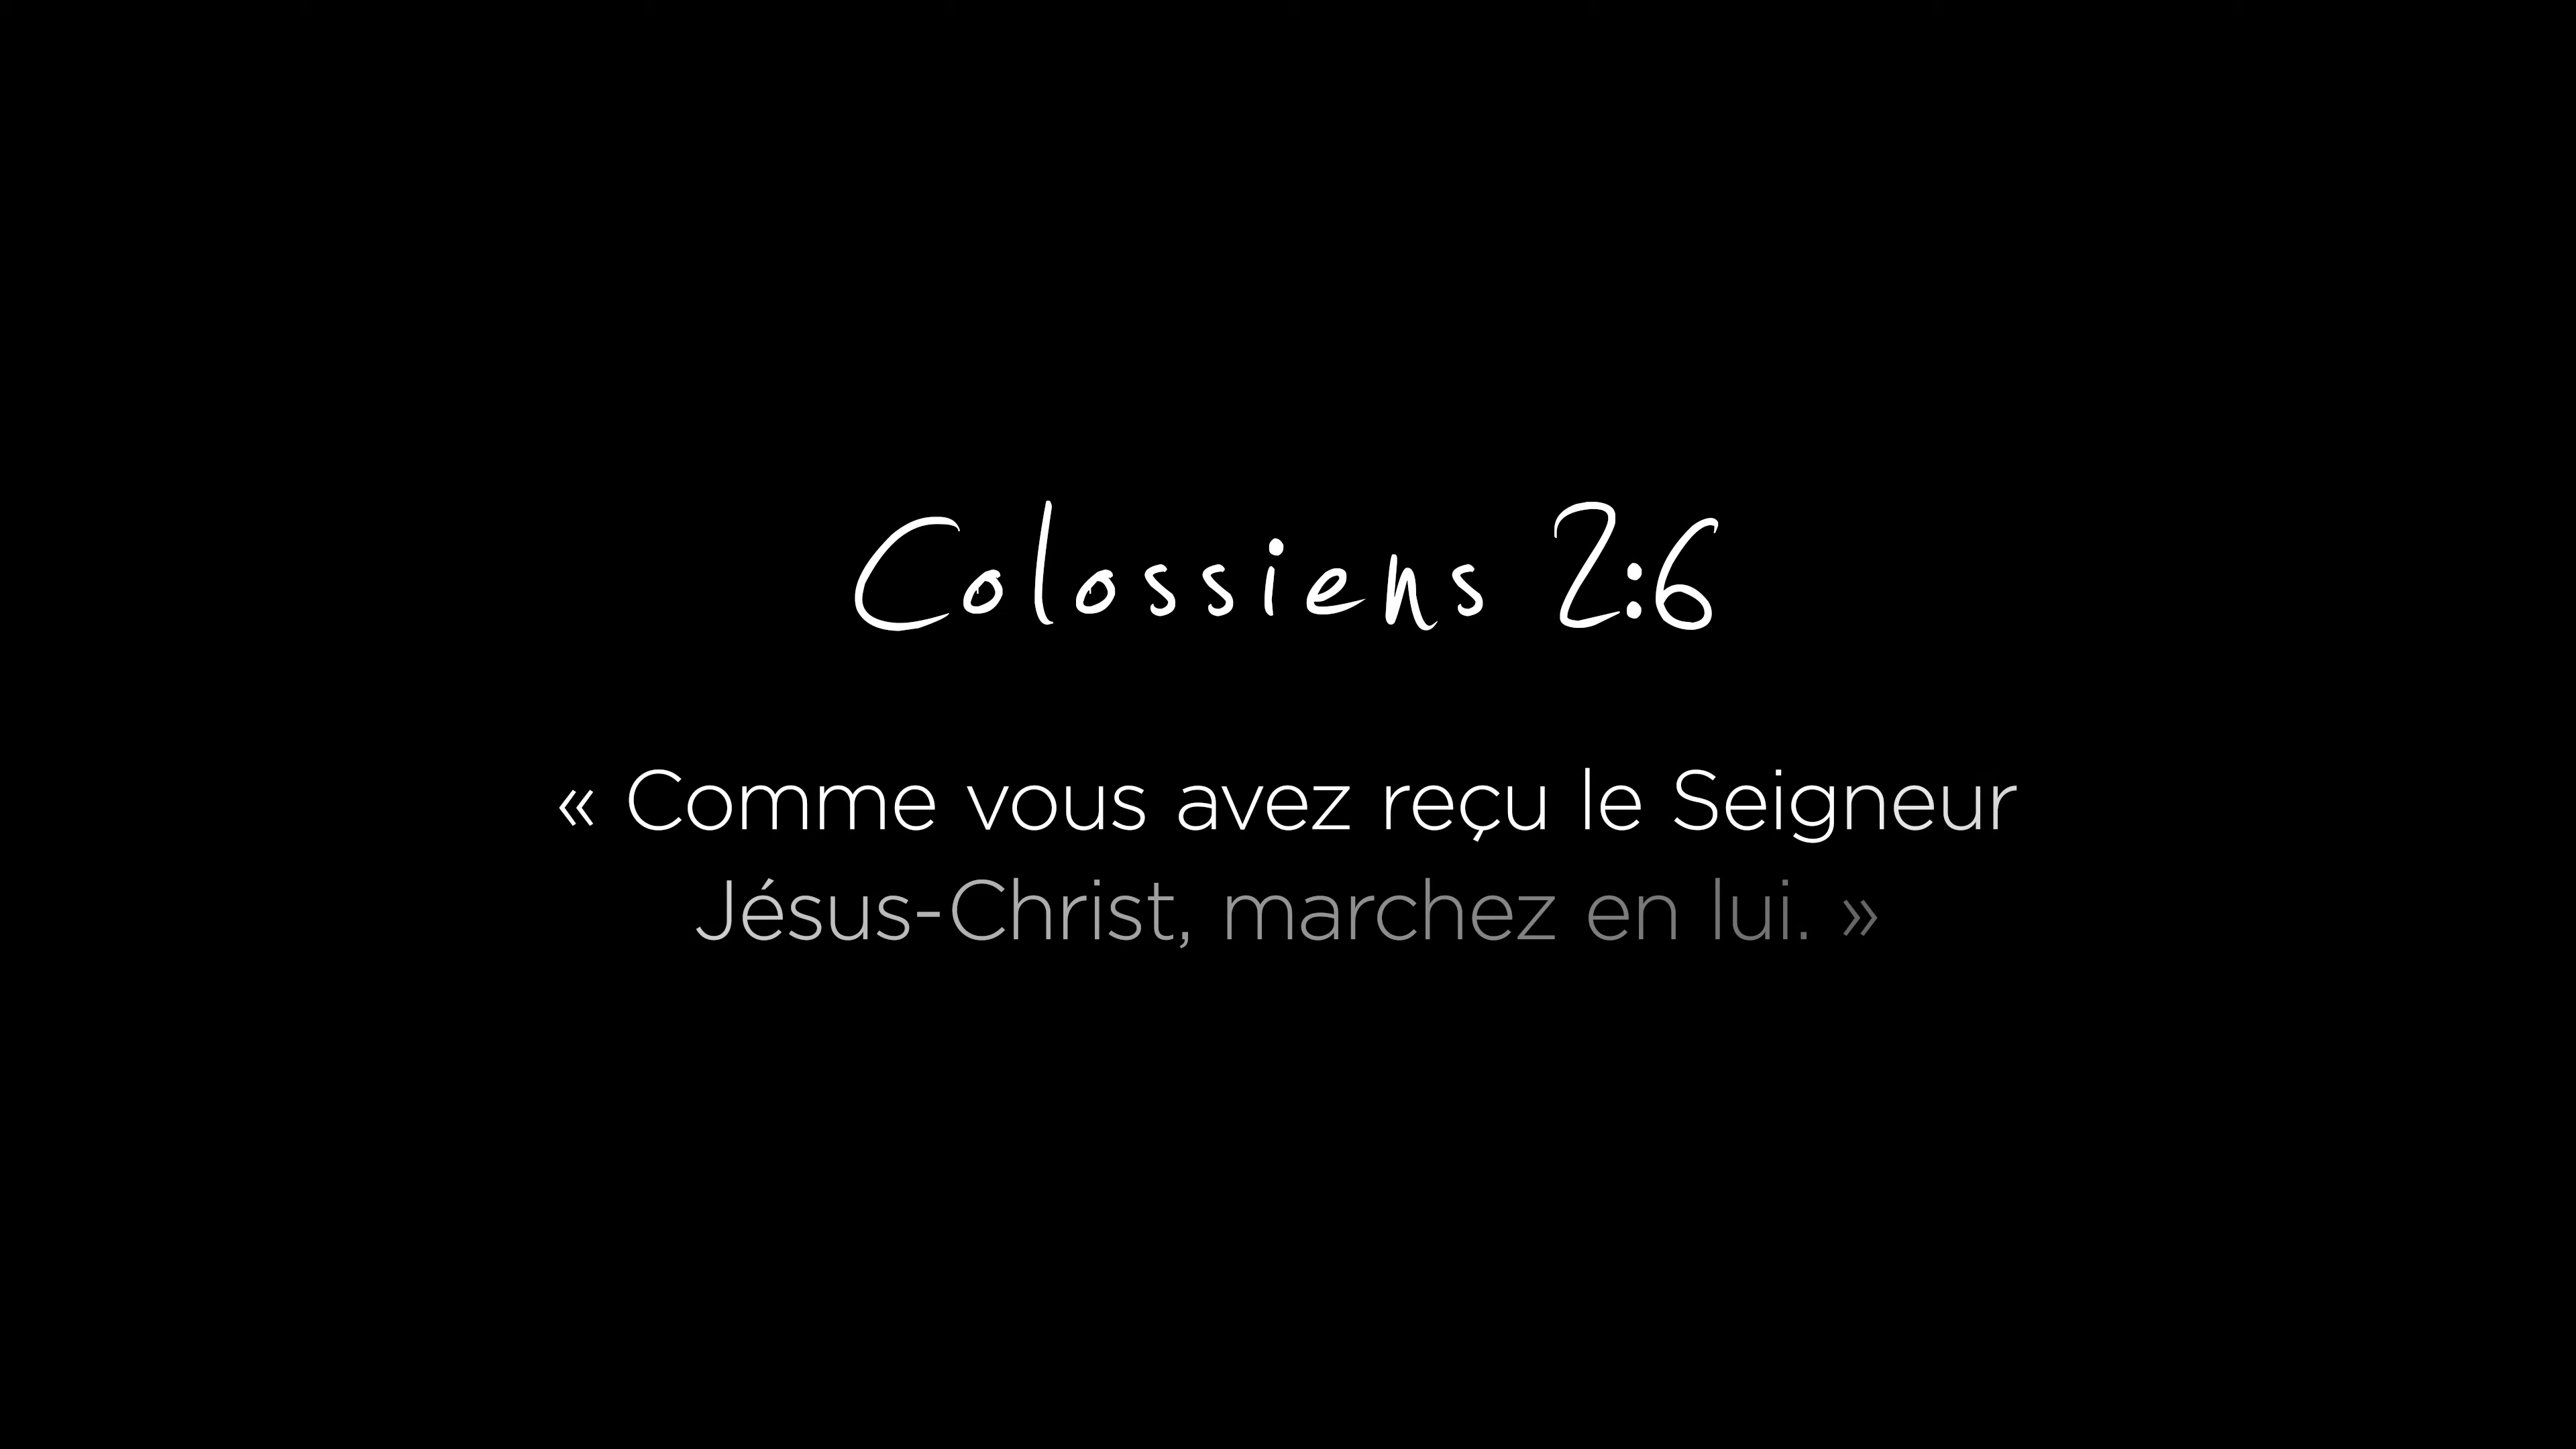 Colossiens 2:6
« Comme vous avez reçu le Seigneur
Jésus-Christ, marchez en lui. »